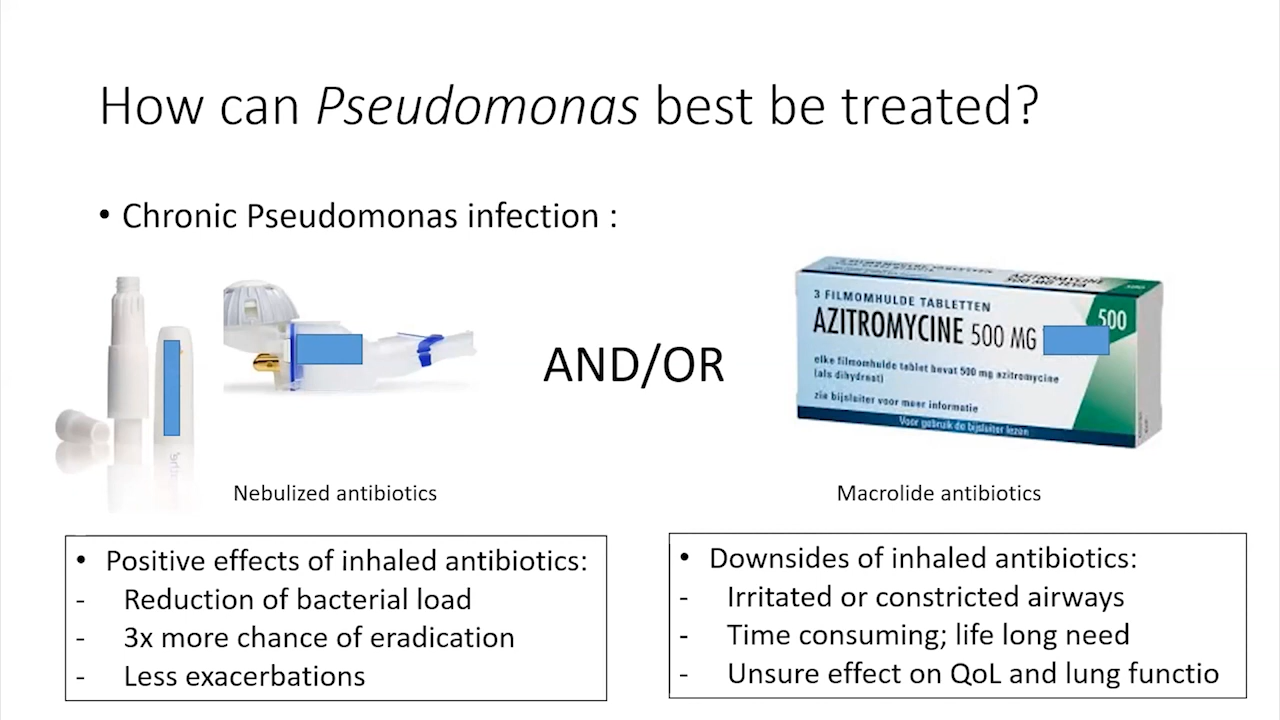 How can Pseudomonas best be treated?
• Chronic Pseudomonas infection :
3 FILMOMHULDE TABLETTEN
AZITROMYCINE 500 MG
500
elke filmomhulde tablet bevat 500 mg azitromycine
(als dihydraat)
zie bijsluiter voor meer informatie
Voor gebruik de bijsluiter lezen
AND/OR
Nebulized antibiotics
Macrolide antibiotics
• Positive effects of inhaled antibiotics:
- Reduction of bacterial load
- 3x more chance of eradication
- Less exacerbations
• Downsides of inhaled antibiotics:
- Irritated or constricted airways
- Time consuming; life long need
- Unsure effect on QoL and lung functio